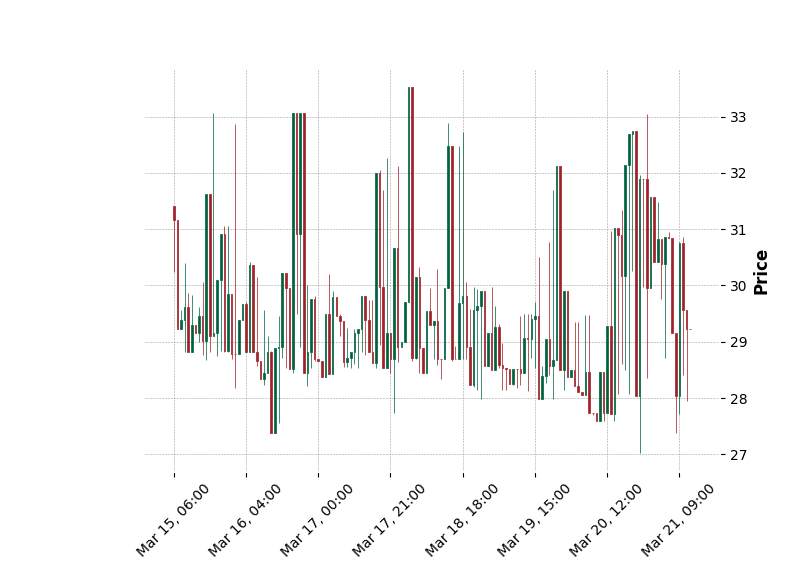 33
32
31
30
29
28
27
Price
Mar 15, 06:00
Mar 16, 04:00
Mar 17, 00:00
Mar 17, 21:00
Mar 18, 18:00
Mar 19, 15:00
Mar 20, 12:00
Mar 21, 09:00